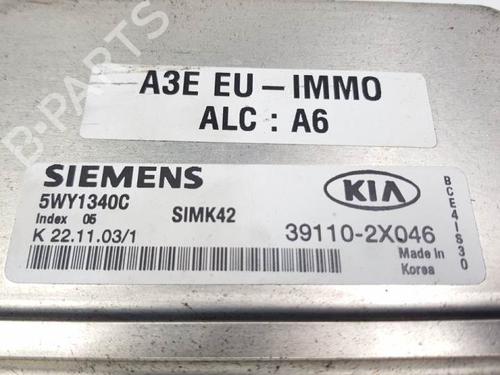 A3E EU – IMMO
ALC : A6
SIEMENS
5WY1340C
Index 05
SIMK42
K 22.11.03/1
KIA
39110-2X046
Made in
Korea
BCE4IS30
B-PARTS